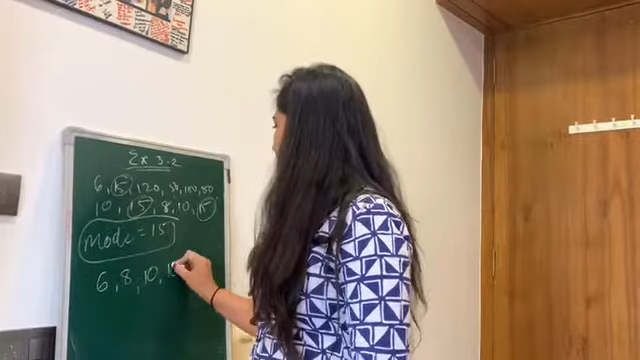 Ex 3.2
6, 15, 120, 50, 100, 80
10, 15, 8, 10, 15
Mode = 15
6, 8, 10, 1